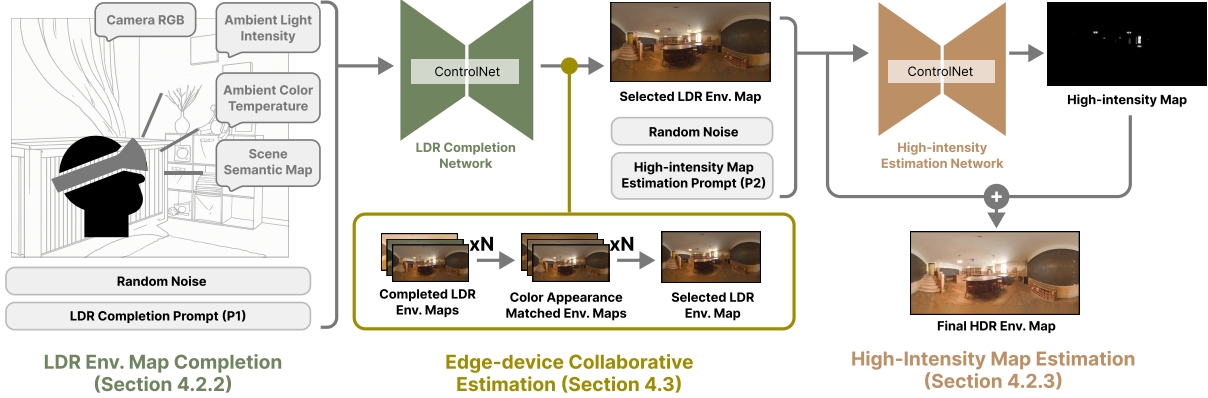 Camera RGB
Ambient Light
Intensity
Ambient Color
Temperature
Scene
Semantic Map
Random Noise
LDR Completion Prompt (P1)
LDR Env. Map Completion
(Section 4.2.2)
ControlNet
LDR Completion
Network
xN
xN
Completed LDR
Env. Maps
Color Appearance
Matched Env. Maps
Selected LDR
Env. Map
Edge-device Collaborative
Estimation (Section 4.3)
Selected LDR Env. Map
Random Noise
High-intensity Map
Estimation Prompt (P2)
ControlNet
High-intensity
Estimation Network
High-intensity Map
+
Final HDR Env. Map
High-Intensity Map Estimation
(Section 4.2.3)